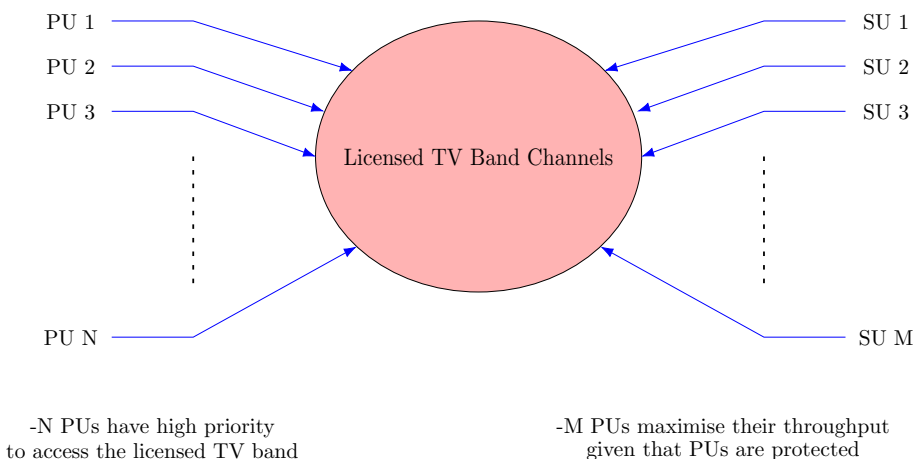 PU 1
PU 2
PU 3
PU N
Licensed TV Band Channels
SU 1
SU 2
SU 3
SU M
-N PUs have high priority
to access the licensed TV band
-M PUs maximise their throughput
given that PUs are protected